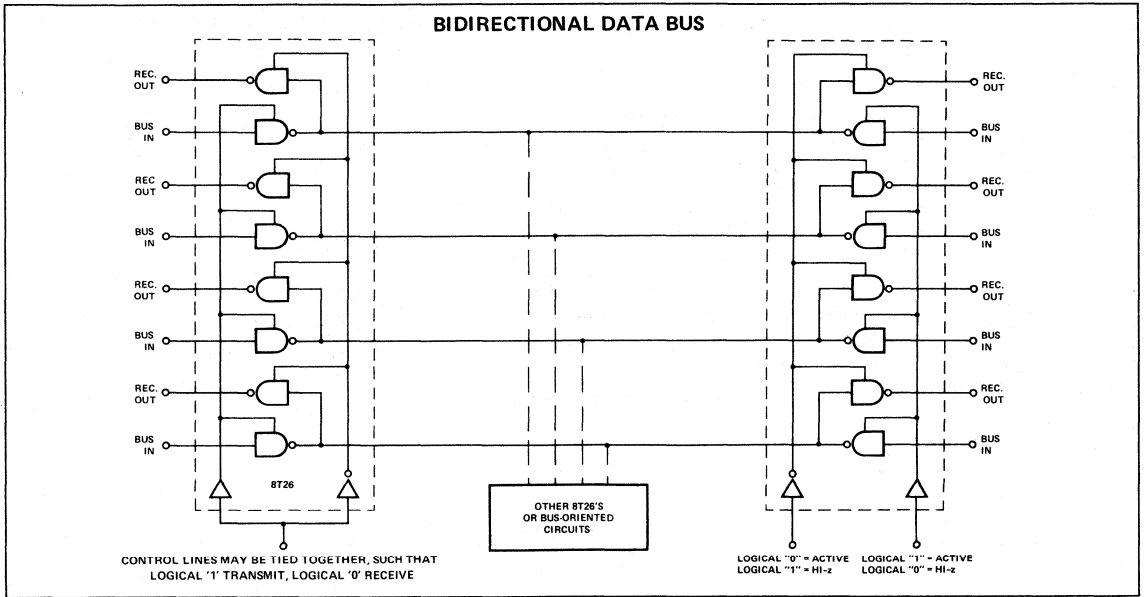 BIDIRECTIONAL DATA BUS
REC.
OUT
REC.
OUT
BUS
IN
BUS
IN
REC
OUT
REC.
OUT
BUS
IN
BUS
IN
REC.
OUT
REC.
OUT
BUS
IN
BUS
IN
REC.
OUT
REC.
OUT
BUS
IN
BUS
IN
8T26
OTHER 8T26'S
OR BUS-ORIENTED
CIRCUITS
CONTROL LINES MAY BE TIED TOGETHER, SUCH THAT
LOGICAL '1' TRANSMIT, LOGICAL '0' RECEIVE
LOGICAL "0" = ACTIVE
LOGICAL "1" = HI-z
LOGICAL "1" = ACTIVE
LOGICAL "0" = HI-z